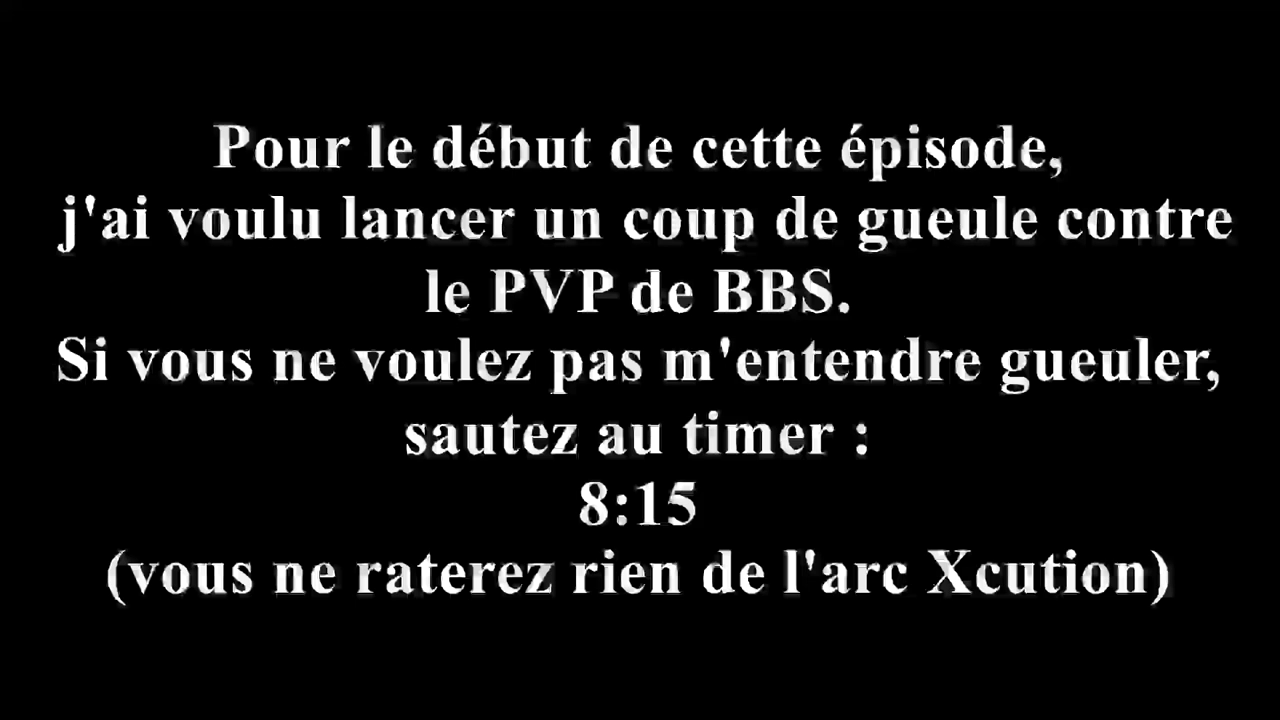 Pour le début de cette épisode,
j'ai voulu lancer un coup de gueule contre
le PVP de BBS.
Si vous ne voulez pas m'entendre gueuler,
sautez au timer :
8:15
(vous ne raterez rien de l'arc Xcution)